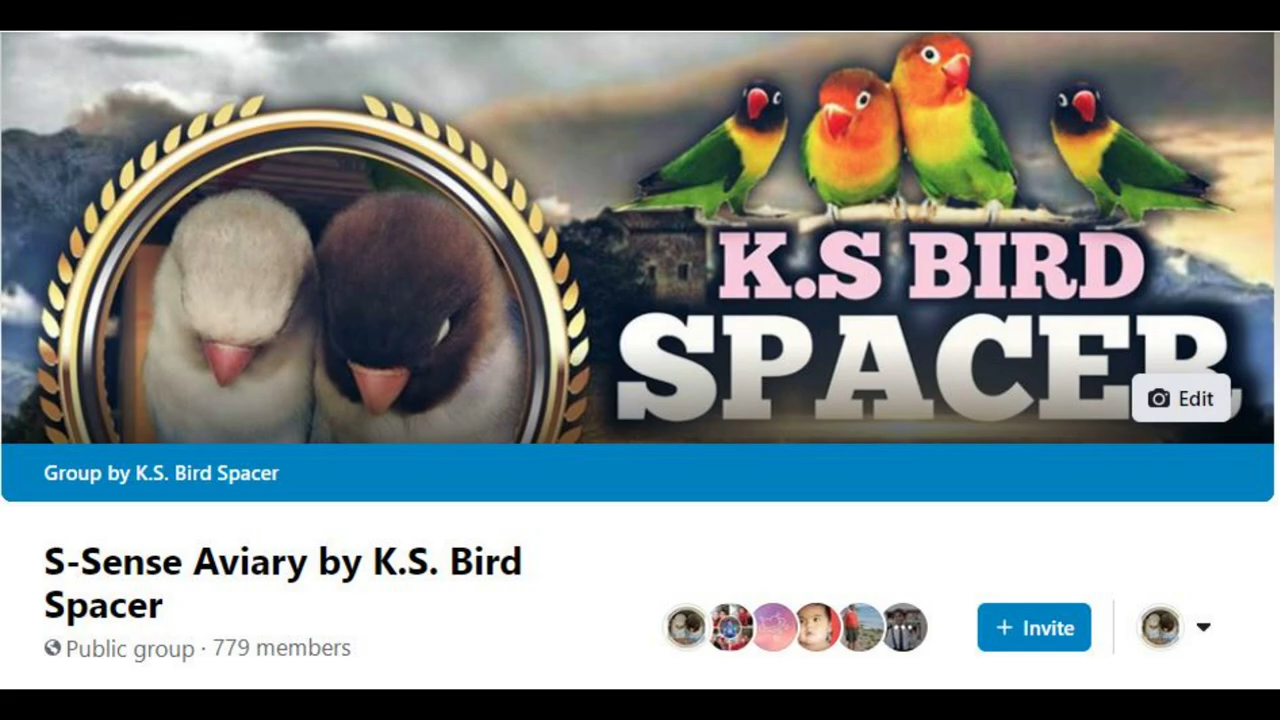 K.S BIRD
SPACER
Edit
Group by K.S. Bird Spacer
S-Sense Aviary by K.S. Bird
Spacer
Public group · 779 members
+ Invite